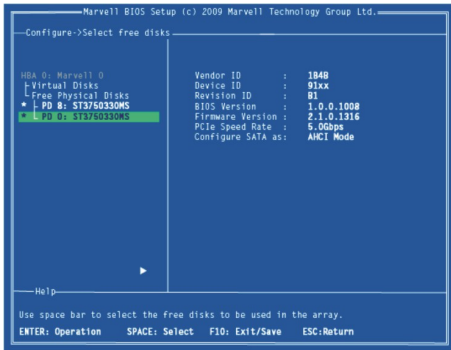 Marvell BIOS Setup (c) 2009 Marvell Technology Group Ltd.
Configure->Select free disks
HBA 0: Marvell 0
Virtual Disks
Free Physical Disks
* PD 8: ST3750330NS
* PD 0: ST3750330NS
Vendor ID : 1B4B
Device ID : 91xx
Revision ID : B1
BIOS Version : 1.0.0.1008
Firmware Version : 2.1.0.1316
PCIe Speed Rate : 5.0Gbps
Configure SATA as: AHCI Mode
Help
Use space bar to select the free disks to be used in the array.
ENTER: Operation SPACE: Select F10: Exit/Save ESC:Return